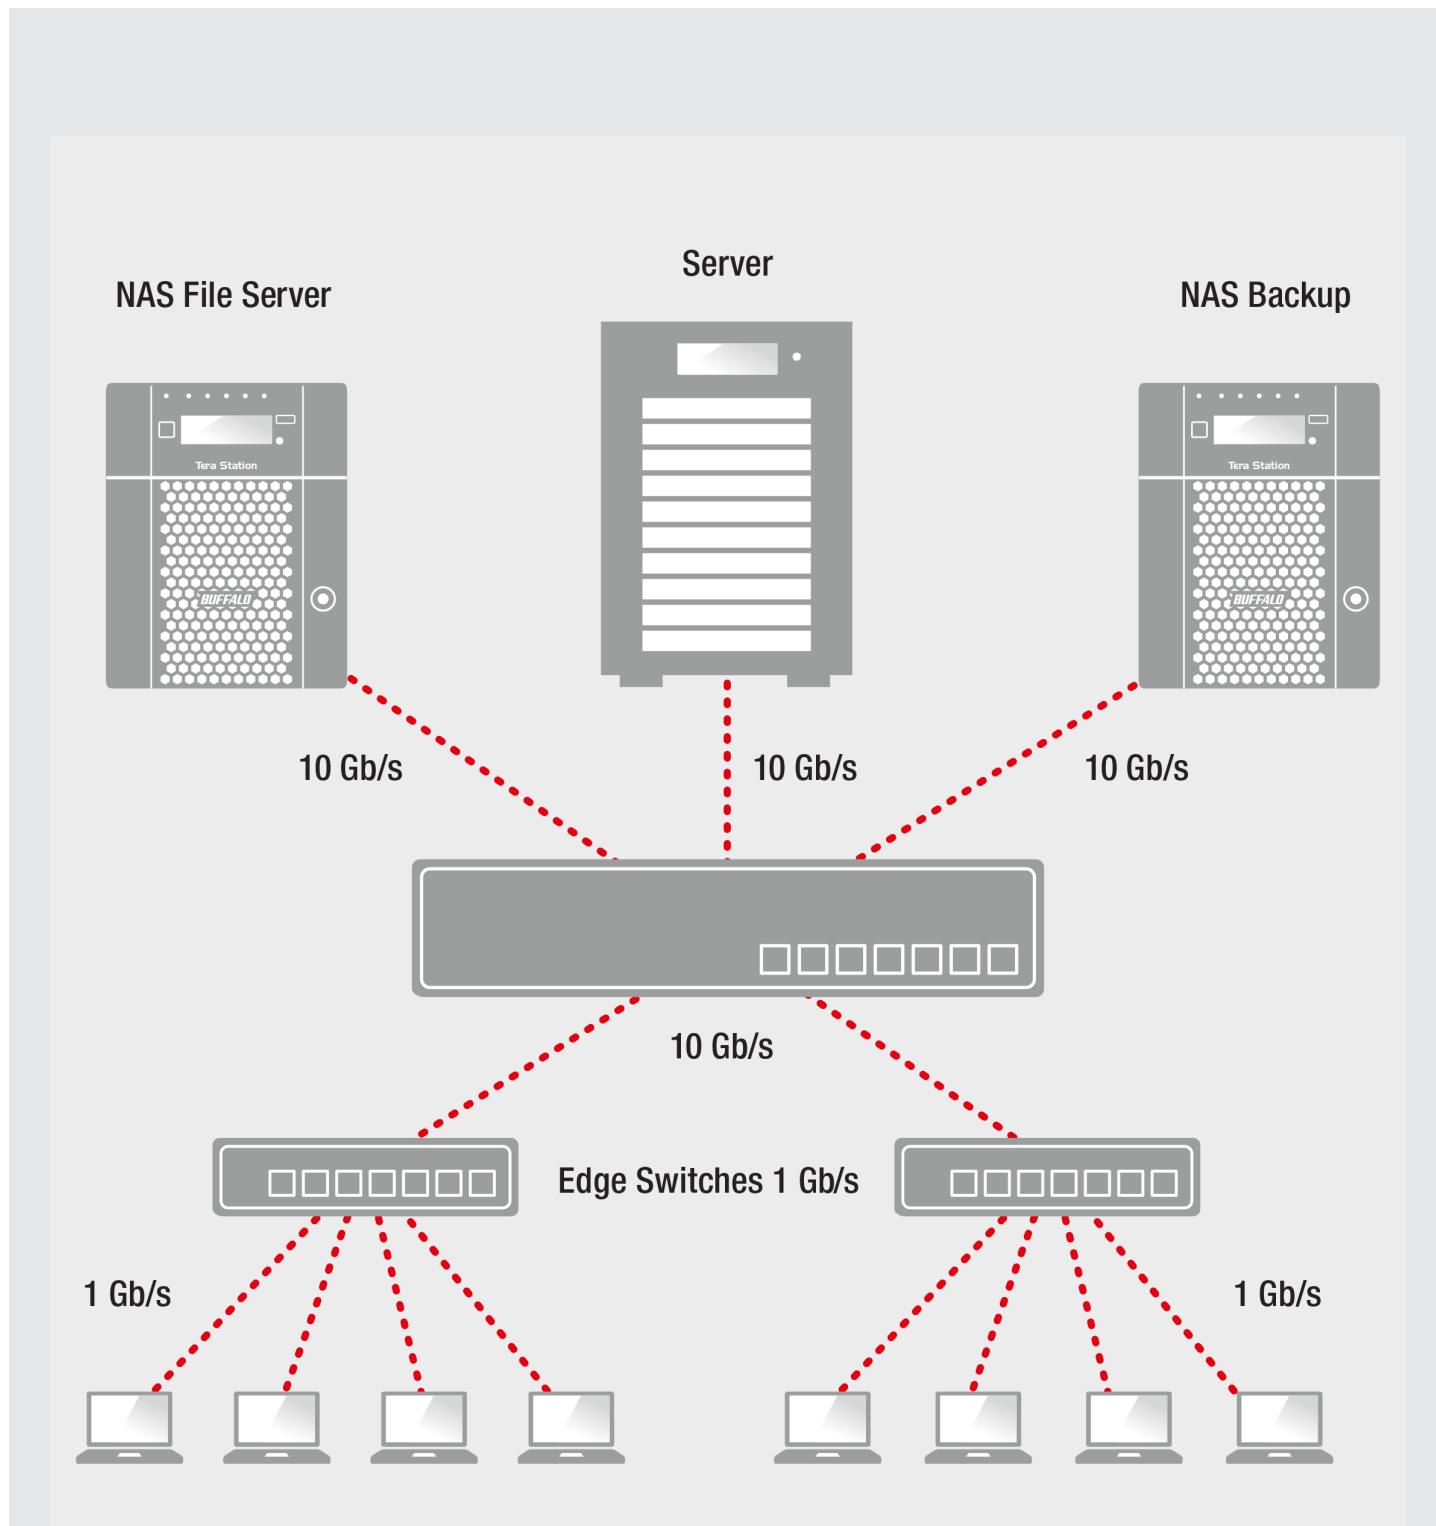 Server
NAS File Server
NAS Backup
Tera Station
Tera Station
BUFFALO
BUFFALO
10 Gb/s
10 Gb/s
10 Gb/s
10 Gb/s
Edge Switches 1 Gb/s
1 Gb/s
1 Gb/s